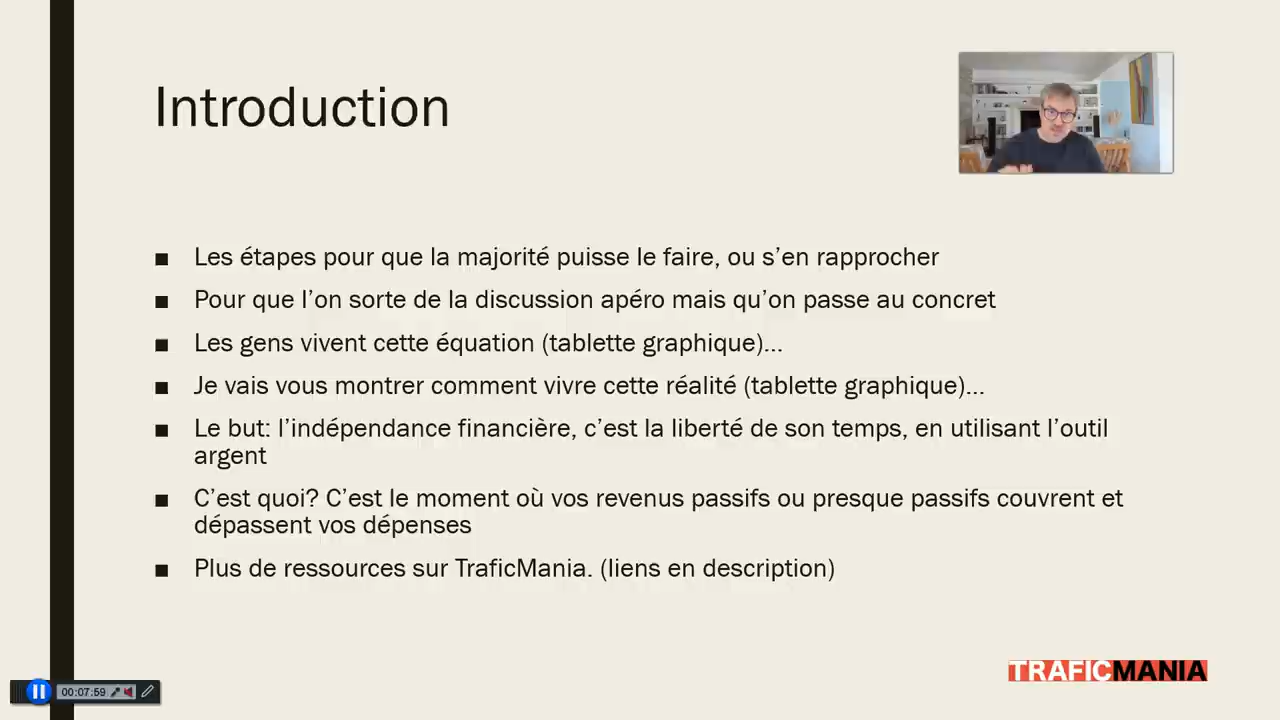 Introduction
Les étapes pour que la majorité puisse le faire, ou s’en rapprocher
Pour que l’on sorte de la discussion apéro mais qu’on passe au concret
Les gens vivent cette équation (tablette graphique)…
Je vais vous montrer comment vivre cette réalité (tablette graphique)…
Le but: l’indépendance financière, c’est la liberté de son temps, en utilisant l’outil
argent
C’est quoi? C’est le moment où vos revenus passifs ou presque passifs couvrent et
dépassent vos dépenses
Plus de ressources sur TraficMania. (liens en description)
TRAFICMANIA
00:07:59